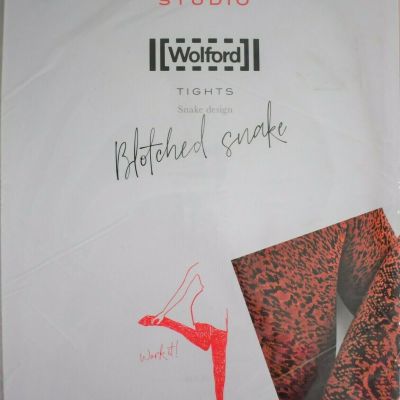 STUDIO
Wolford
TIGHTS
Snake design
Blotched snake
Work it!